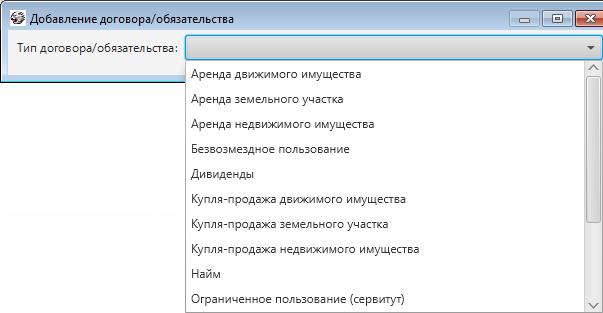 Добавление договора/обязательства
Тип договора/обязательства:
Аренда движимого имущества
Аренда земельного участка
Аренда недвижимого имущества
Безвозмездное пользование
Дивиденды
Купля-продажа движимого имущества
Купля-продажа земельного участка
Купля-продажа недвижимого имущества
Найм
Ограниченное пользование (сервитут)